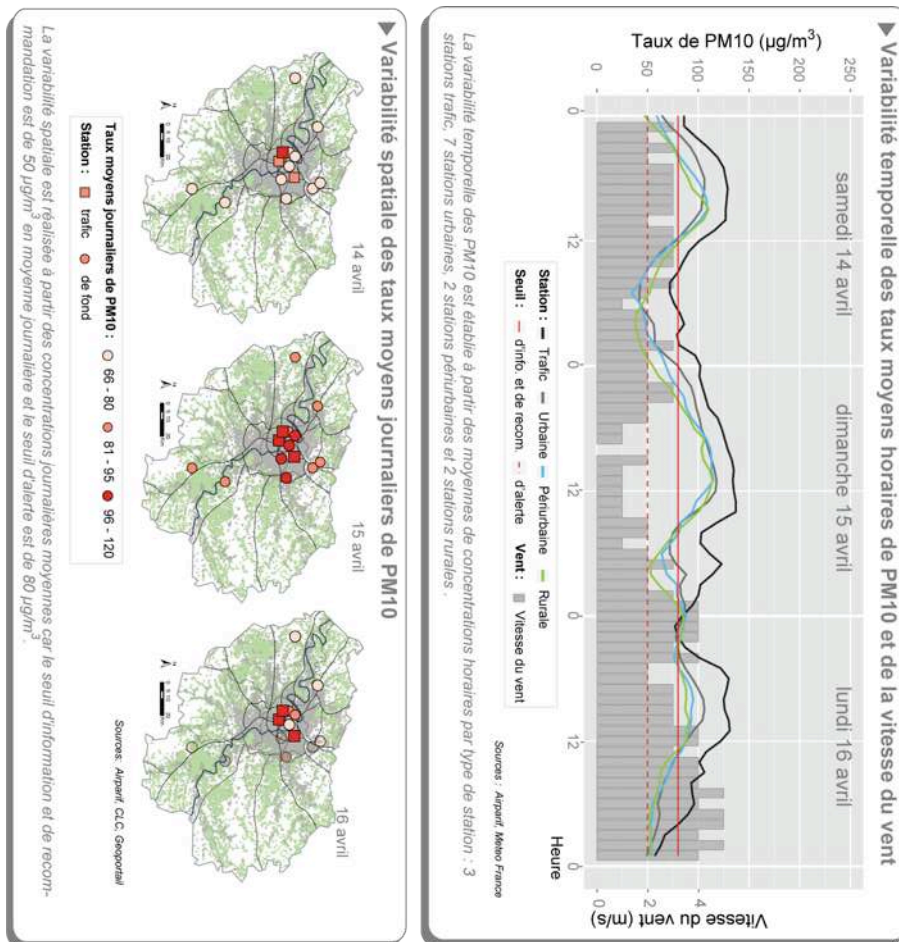 ▶ Variabilité temporelle des taux moyens horaires de PM10 et de la vitesse du vent
samedi 14 avril
dimanche 15 avril
lundi 16 avril
Taux de PM10 (µg/m³)
250
200
150
100
50
0
0
12
0
12
0
12
0
Heure
4
2
0
Vitesse du vent (m/s)
Station : Trafic Urbaine Périurbaine Rurale
Seuil : d'info. et de recom. d'alerte Vent : Vitesse du vent
Sources : Airparif, Meteo France
La variabilité temporelle des PM10 est établie à partir des moyennes de concentrations horaires par type de station : 3
stations trafic, 7 stations urbaines, 2 stations périurbaines et 2 stations rurales .
▶ Variabilité spatiale des taux moyens journaliers de PM10
14 avril
15 avril
16 avril
Taux moyens journaliers de PM10 : 66 - 80 81 - 95 96 - 120
Station : trafic de fond
Sources: Airparif, CLC, Geoportail
La variabilité spatiale est réalisée à partir des concentrations journalières moyennes car le seuil d'information et de recom-
mandation est de 50 µg/m³ en moyenne journalière et le seuil d'alerte est de 80 µg/m³ .